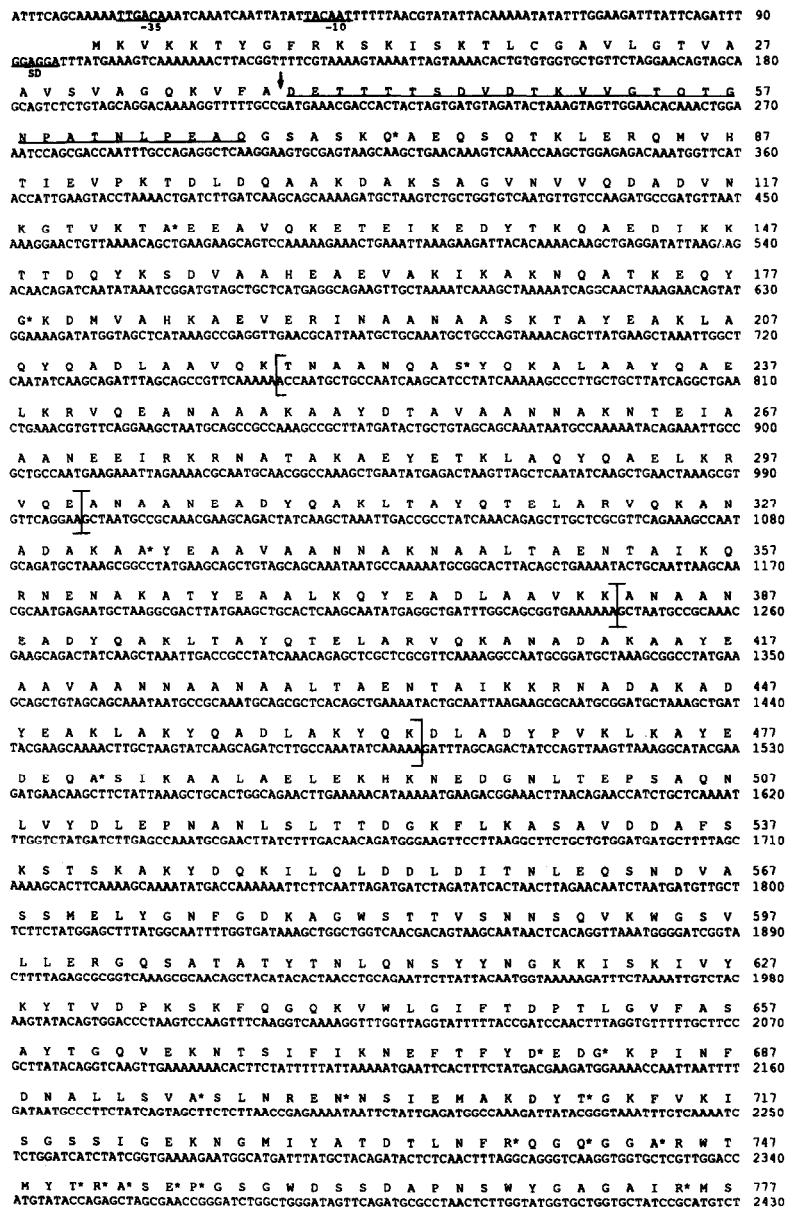 ATTTCAGCAAAAATTGACAAATCAAATCAATTATATTACAATTTTTTAACGTATATTACAAAAATATATTTGGAAGATTTATTCAGATTT 90
-35 -10
M K V K K T Y G F R K S K I S K T L C G A V L G T V A 27
GGAGGATTTATGAAAGTCAAAAAAACTTACGGTTTTCGTAAAAGTAAAATTAGTAAAACACTGTGTGGTGCTGTTCTAGGAACAGTAGCA 180
SD
A V S V A G Q K V F A D E T T T T S D V D T K V V G T Q T G 57
GCAGTCTCTGTAGCAGGACAAAAGGTTTTTGCCGATGAAACGACCACTACTAGTGATGTAGATACTAAAGTAGTTGGAACACAAACTGGA 270
N P A T N L P E A Q G S A S K Q* A E Q S Q T K L E R Q M V H 87
AATCCAGCGACCAATTTGCCAGAGGCTCAAGGAAGTGCGAGTAAGCAAGCTGAACAAAGTCAAACCAAGCTGGAGAGACAAATGGTTCAT 360
T I E V P K T D L D Q A A K D A K S A G V N V V Q D A D V N 117
ACCATTGAAGTACCTAAAACTGATCTTGATCAAGCAGCAAAAGATGCTAAGTCTGCTGGTGTCAATGTTGTCCAAGATGCCGATGTTAAT 450
K G T V K T A* E E A V Q K E T E I K E D Y T K Q A E D I K K 147
AAAGGAACTGTTAAAACAGCTGAAGAAGCAGTCCAAAAAGAAACTGAAATTAAAGAAGATTACACAAAACAAGCTGAGGATATTAAG/AG 540
T T D Q Y K S D V A A H E A E V A K I K A K N Q A T K E Q Y 177
ACAACAGATCAATATAAATCGGATGTAGCTGCTCATGAGGCAGAAGTTGCTAAAATCAAAGCTAAAAATCAGGCAACTAAAGAACAGTAT 630
G* K D M V A H K A E V E R I N A A N A A S K T A Y E A K L A 207
GGAAAAGATATGGTAGCTCATAAAGCCGAGGTTGAACGCATTAATGCTGCAAATGCTGCCAGTAAAACAGCTTATGAAGCTAAATTGGCT 720
Q Y Q A D L A A V Q K T N A A N Q A S* Y Q K A L A A Y Q A E 237
CAATATCAAGCAGATTTAGCAGCCGTTCAAAAAACCAATGCTGCCAATCAAGCATCCTATCAAAAAGCCCTTGCTGCTTATCAGGCTGAA 810
L K R V Q E A N A A A K A A Y D T A V A A N N A K N T E I A 267
CTGAAACGTGTTCAGGAAGCTAATGCAGCCGCCAAAGCCGCTTATGATACTGCTGTAGCAGCAAATAATGCCAAAAATACAGAAATTGCC 900
A A N E E I R K R N A T A K A E Y E T K L A Q Y Q A E L K R 297
GCTGCCAATGAAGAAATTAGAAAACGCAATGCAACGGCCAAAGCTGAATATGAGACTAAGTTAGCTCAATATCAAGCTGAACTAAAGCGT 990
V Q E A N A A N E A D Y Q A K L T A Y Q T E L A R V Q K A N 327
GTTCAGGAAGCTAATGCCGCAAACGAAGCAGACTATCAAGCTAAATTGACCGCCTATCAAACAGAGCTTGCTCGCGTTCAGAAAGCCAAT 1080
A D A K A A* Y E A A V A A N N A K N A A L T A E N T A I K Q 357
GCAGATGCTAAAGCGGCCTATGAAGCAGCTGTAGCAGCAAATAATGCCAAAAATGCGGCACTTACAGCTGAAAATACTGCAATTAAGCAA 1170
R N E N A K A T Y E A A L K Q Y E A D L A A V K K A N A A N 387
CGCAATGAGAATGCTAAGGCGACTTATGAAGCTGCACTCAAGCAATATGAGGCTGATTTGGCAGCGGTGAAAAAAGCTAATGCCGCAAAC 1260
E A D Y Q A K L T A Y Q T E L A R V Q K A N A D A K A A Y E 417
GAAGCAGACTATCAAGCTAAATTGACCGCCTATCAAACAGAGCTCGCTCGCGTTCAAAAGGCCAATGCGGATGCTAAAGCGGCCTATGAA 1350
A A V A A N N A A N A A L T A E N T A I K K R N A D A K A D 447
GCAGCTGTAGCAGCAAATAATGCCGCAAATGCAGCGCTCACAGCTGAAAATACTGCAATTAAGAAGCGCAATGCGGATGCTAAAGCTGAT 1440
Y E A K L A K Y Q A D L A K Y Q K D L A D Y P V K L K A Y E 477
TACGAAGCAAAACTTGCTAAGTATCAAGCAGATCTTGCCAAATATCAAAAAGATTTAGCAGACTATCCAGTTAAGTTAAAGGCATACGAA 1530
D E Q A* S I K A A L A E L E K H K N E D G N L T E P S A Q N 507
GATGAACAAGCTTCTATTAAAGCTGCACTGGCAGAACTTGAAAAACATAAAAATGAAGACGGAAACTTAACAGAACCATCTGCTCAAAAT 1620
L V Y D L E P N A N L S L T T D G K F L K A S A V D D A F S 537
TTGGTCTATGATCTTGAGCCAAATGCGAACTTATCTTTGACAACAGATGGGAAGTTCCTTAAGGCTTCTGCTGTGGATGATGCTTTTAGC 1710
K S T S K A K Y D Q K I L Q L D D L D I T N L E Q S N D V A 567
AAAAGCACTTCAAAAGCAAAATATGACCAAAAAATTCTTCAATTAGATGATCTAGATATCACTAACTTAGAACAATCTAATGATGTTGCT 1800
S S M E L Y G N F G D K A G W S T T V S N N S Q V K W G S V 597
TCTTCTATGGAGCTTTATGGCAATTTTGGTGATAAAGCTGGCTGGTCAACGACAGTAAGCAATAACTCACAGGTTAAATGGGGATCGGTA 1890
L L E R G Q S A T A T Y T N L Q N S Y Y N G K K I S K I V Y 627
CTTTTAGAGCGCGGTCAAAGCGCAACAGCTACATACACTAACCTGCAGAATTCTTATTACAATGGTAAAAAGATTTCTAAAATTGTCTAC 1980
K Y T V D P K S K F Q G Q K V W L G I F T D P T L G V F A S 657
AAGTATACAGTGGACCCTAAGTCCAAGTTTCAAGGTCAAAAGGTTTGGTTAGGTATTTTTACCGATCCAACTTTAGGTGTTTTTGCTTCC 2070
A Y T G Q V E K N T S I F I K N E F T F Y D* E D G* K P I N F 687
GCTTATACAGGTCAAGTTGAAAAAAACACTTCTATTTTTATTAAAAATGAATTCACTTTCTATGACGAAGATGGAAAACCAATTAATTTT 2160
D N A L L S V A* S L N R E N* N S I E M A K D Y T* G K F V K I 717
GATAATGCCCTTCTATCAGTAGCTTCTCTTAACCGAGAAAATAATTCTATTGAGATGGCCAAAGATTATACGGGTAAATTTGTCAAAATC 2250
S G S S I G E K N G M I Y A T D T L N F R* Q G Q* G G A* R W T 747
TCTGGATCATCTATCGGTGAAAAGAATGGCATGATTTATGCTACAGATACTCTCAACTTTAGGCAGGGTCAAGGTGGTGCTCGTTGGACC 2340
M Y T* R* A* S E* P* G S G W D S S D A P N S W Y G A G A I R* M S 777
ATGTATACCAGAGCTAGCGAACCGGGATCTGGCTGGGATAGTTCAGATGCGCCTAACTCTTGGTATGGTGCTGGTGCTATCCGCATGTCT 2430